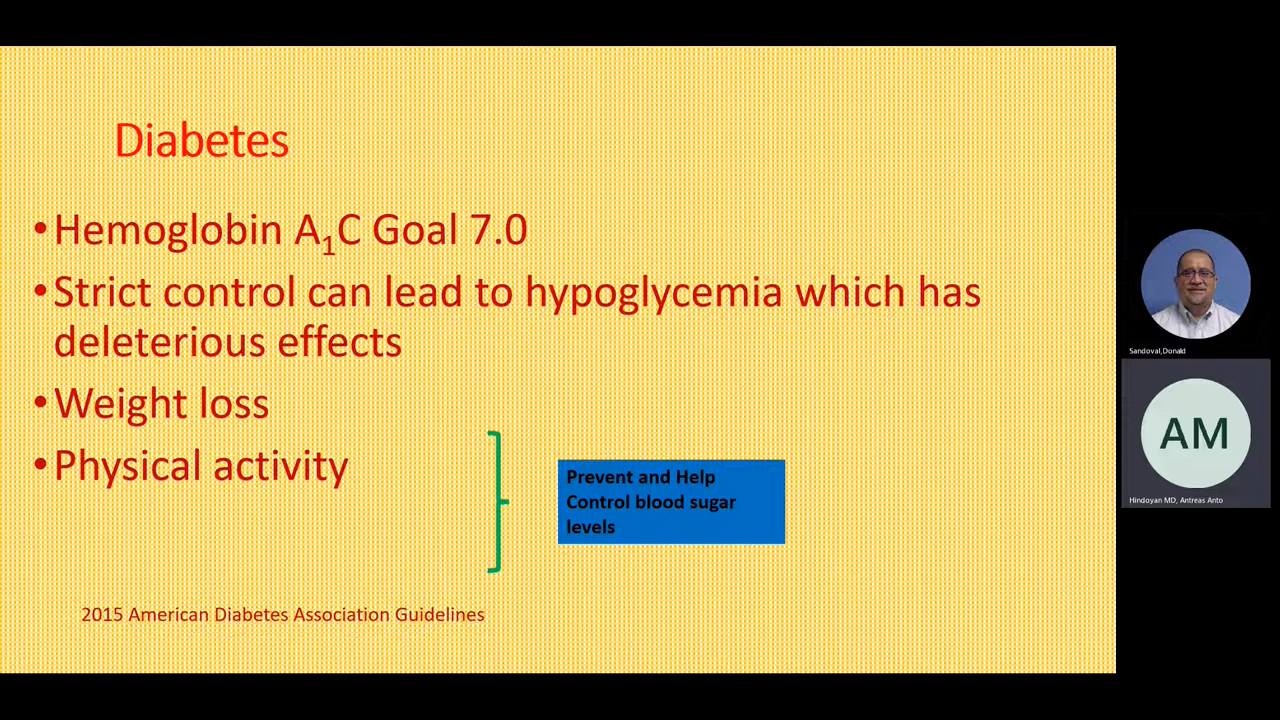 Diabetes
•Hemoglobin A₁C Goal 7.0
•Strict control can lead to hypoglycemia which has
deleterious effects
•Weight loss
•Physical activity
Prevent and Help
Control blood sugar
levels
2015 American Diabetes Association Guidelines
Sandoval,Donald
AM
Hindoyan MD, Antreas Anto